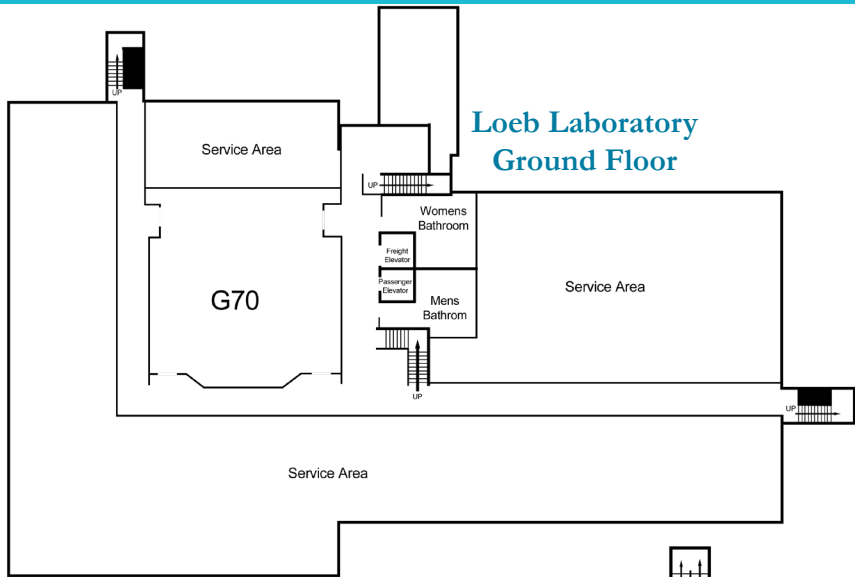 Loeb Laboratory
Ground Floor
UP
Service Area
UP
Womens
Bathroom
Freight
Elevator
Passenger
Elevator
G70
Mens
Bathrom
Service Area
UP
UP
Service Area